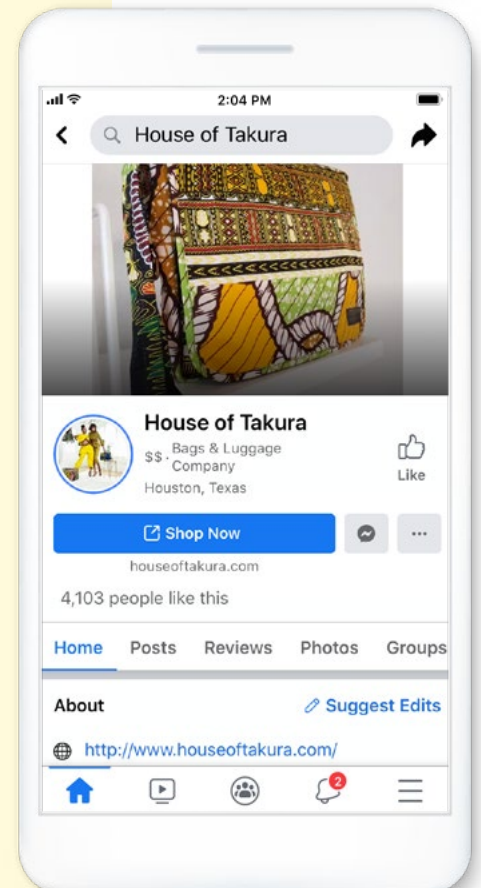 2:04 PM
House of Takura
House of Takura
$$ · Bags & Luggage
Company
Houston, Texas
Like
Shop Now
houseoftakura.com
4,103 people like this
Home Posts Reviews Photos Groups
About Suggest Edits
http://www.houseoftakura.com/
2